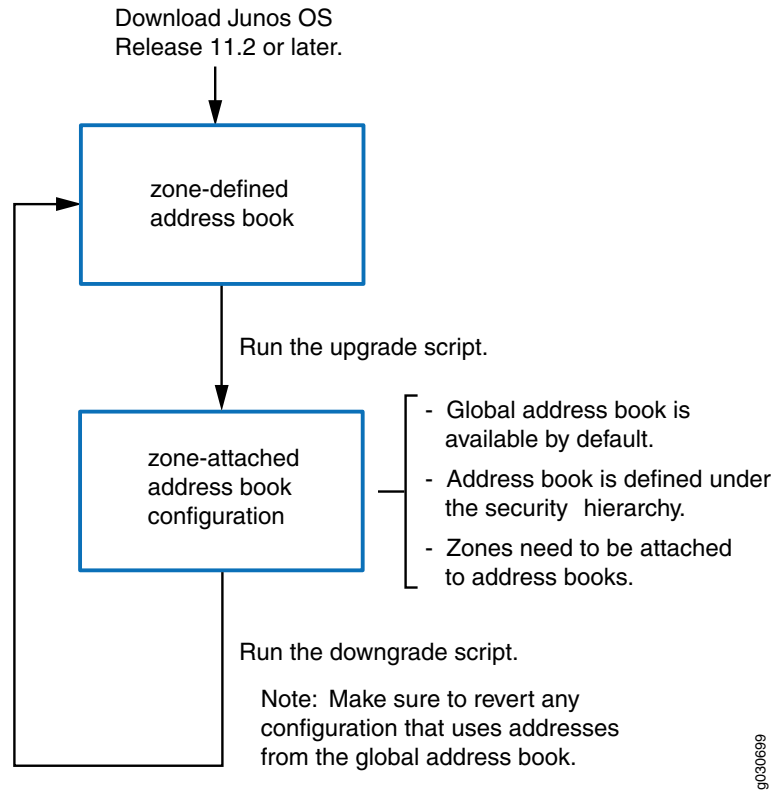 Download Junos OS
Release 11.2 or later.
zone-defined
address book
Run the upgrade script.
zone-attached
address book
configuration
- Global address book is
available by default.
- Address book is defined under
the security hierarchy.
- Zones need to be attached
to address books.
Run the downgrade script.
Note: Make sure to revert any
configuration that uses addresses
from the global address book.
g030699